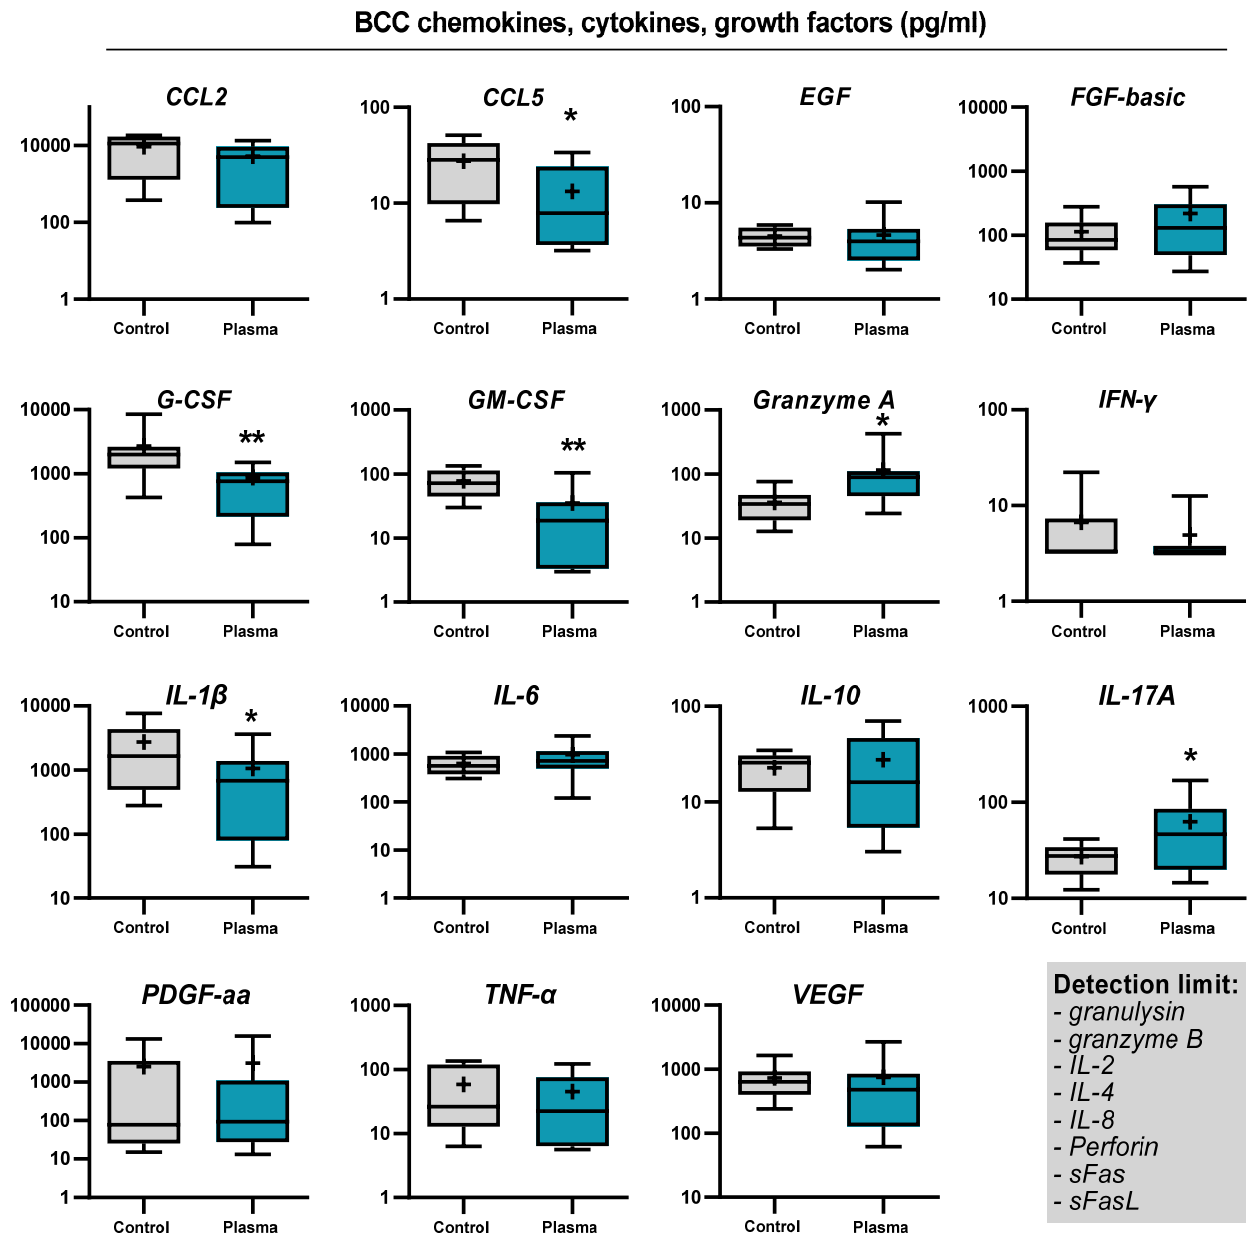 BCC chemokines, cytokines, growth factors (pg/ml)
CCL2
10000
100
1
Control Plasma
CCL5
100
10
1
*
Control Plasma
EGF
100
10
1
Control Plasma
FGF-basic
10000
1000
100
10
Control Plasma
G-CSF
10000
1000
100
10
**
Control Plasma
GM-CSF
1000
100
10
1
**
Control Plasma
Granzyme A
1000
100
10
1
*
Control Plasma
IFN-γ
100
10
1
Control Plasma
IL-1β
10000
1000
100
10
*
Control Plasma
IL-6
10000
1000
100
10
1
Control Plasma
IL-10
100
10
1
Control Plasma
IL-17A
1000
100
10
*
Control Plasma
PDGF-aa
100000
10000
1000
100
10
1
Control Plasma
TNF-α
1000
100
10
1
Control Plasma
VEGF
10000
1000
100
10
Control Plasma
Detection limit:
- granulysin
- granzyme B
- IL-2
- IL-4
- IL-8
- Perforin
- sFas
- sFasL